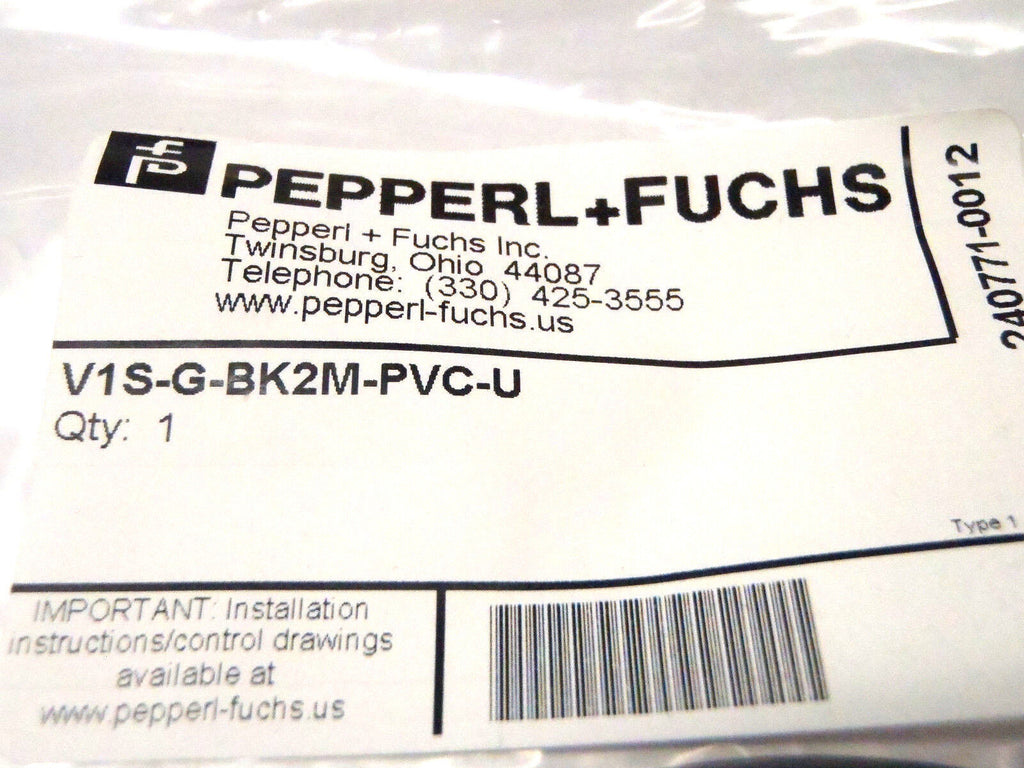 PEPPERL+FUCHS
Pepperl + Fuchs Inc.
Twinsburg, Ohio 44087
Telephone: (330) 425-3555
www.pepperl-fuchs.us
240771-0012
V1S-G-BK2M-PVC-U
Qty: 1
Type 1
IMPORTANT: Installation
instructions/control drawings
available at
www.pepperl-fuchs.us